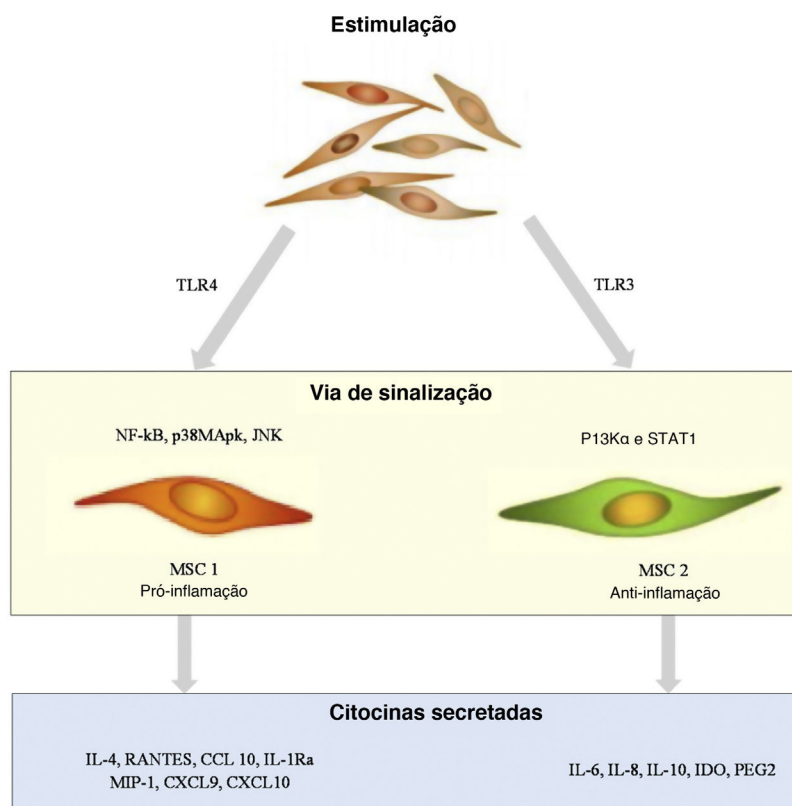 Estimulação
TLR4
TLR3
Via de sinalização
NF-kB, p38MApk, JNK
P13Kα e STAT1
MSC 1
Pró-inflamação
MSC 2
Anti-inflamação
Citocinas secretadas
IL-4, RANTES, CCL 10, IL-1Ra
MIP-1, CXCL9, CXCL10
IL-6, IL-8, IL-10, IDO, PEG2